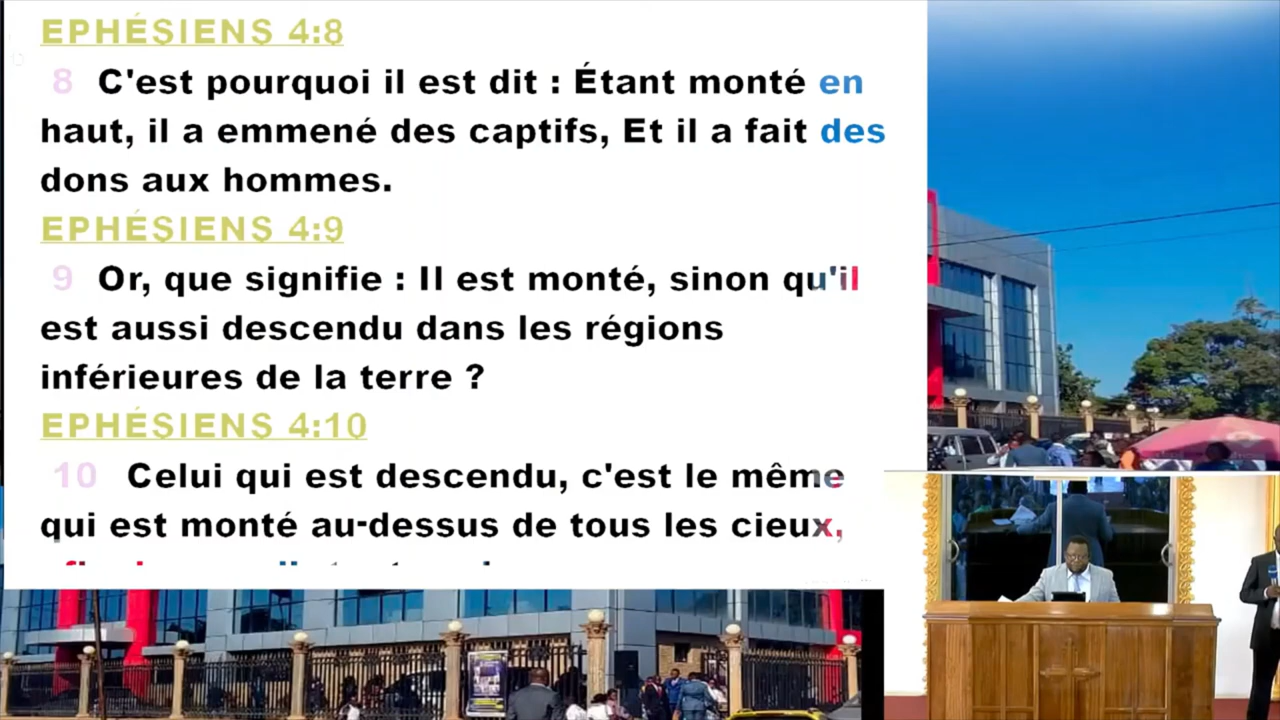 EPHÉSIENS 4:8
8 C'est pourquoi il est dit : Étant monté en
haut, il a emmené des captifs, Et il a fait des
dons aux hommes.
EPHÉSIENS 4:9
9 Or, que signifie : Il est monté, sinon qu'il
est aussi descendu dans les régions
inférieures de la terre ?
EPHÉSIENS 4:10
10 Celui qui est descendu, c'est le même
qui est monté au-dessus de tous les cieux,